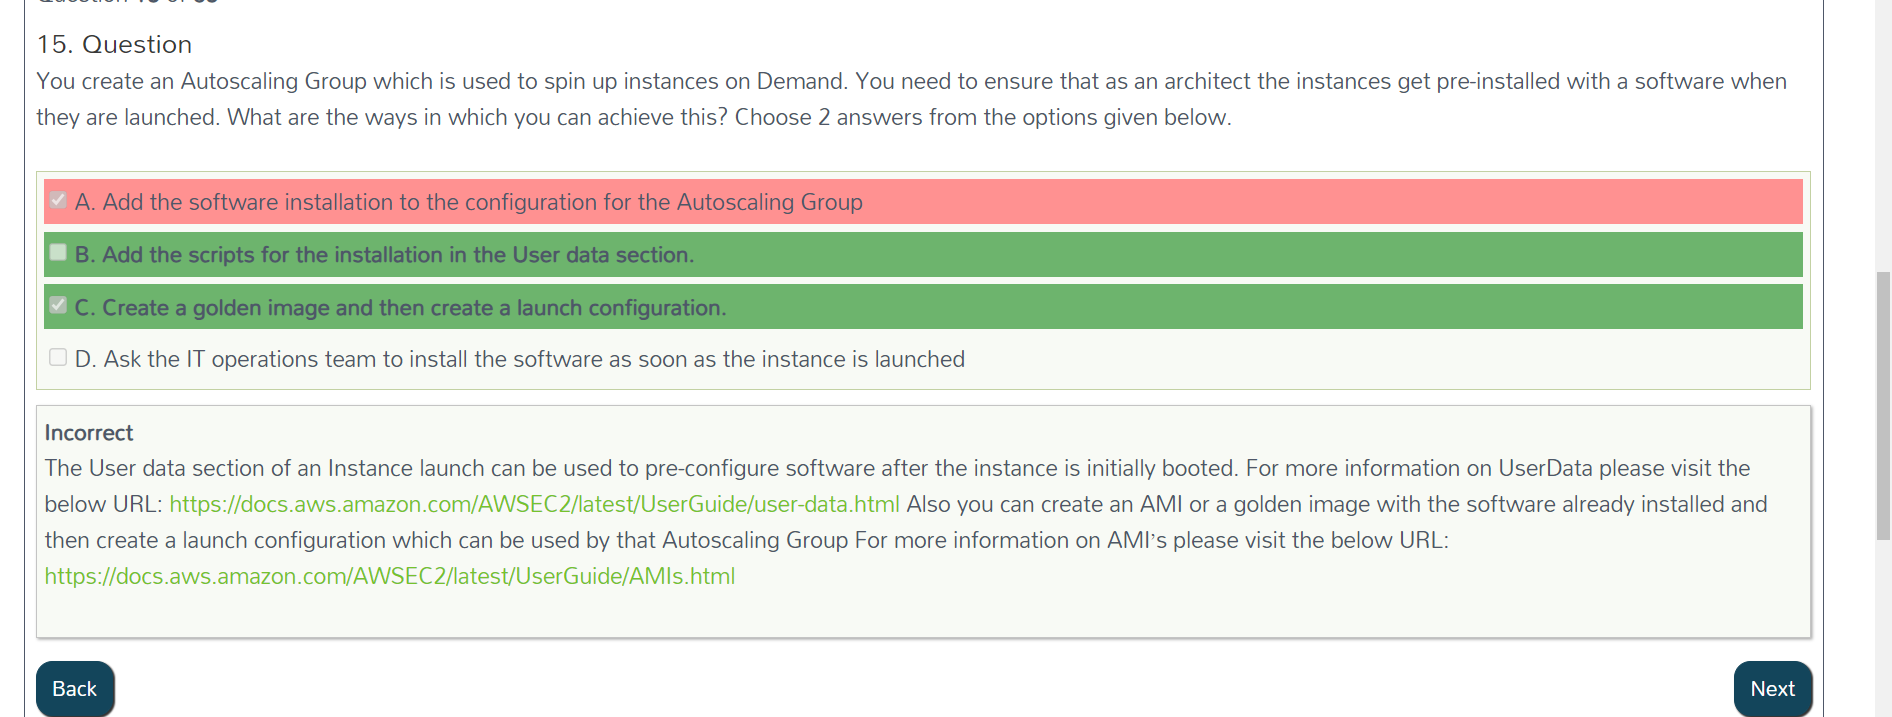 15. Question
You create an Autoscaling Group which is used to spin up instances on Demand. You need to ensure that as an architect the instances get pre-installed with a software when
they are launched. What are the ways in which you can achieve this? Choose 2 answers from the options given below.
A. Add the software installation to the configuration for the Autoscaling Group
B. Add the scripts for the installation in the User data section.
C. Create a golden image and then create a launch configuration.
D. Ask the IT operations team to install the software as soon as the instance is launched
Incorrect
The User data section of an Instance launch can be used to pre-configure software after the instance is initially booted. For more information on UserData please visit the
below URL: https://docs.aws.amazon.com/AWSEC2/latest/UserGuide/user-data.html Also you can create an AMI or a golden image with the software already installed and
then create a launch configuration which can be used by that Autoscaling Group For more information on AMI’s please visit the below URL:
https://docs.aws.amazon.com/AWSEC2/latest/UserGuide/AMIs.html
Back
Next